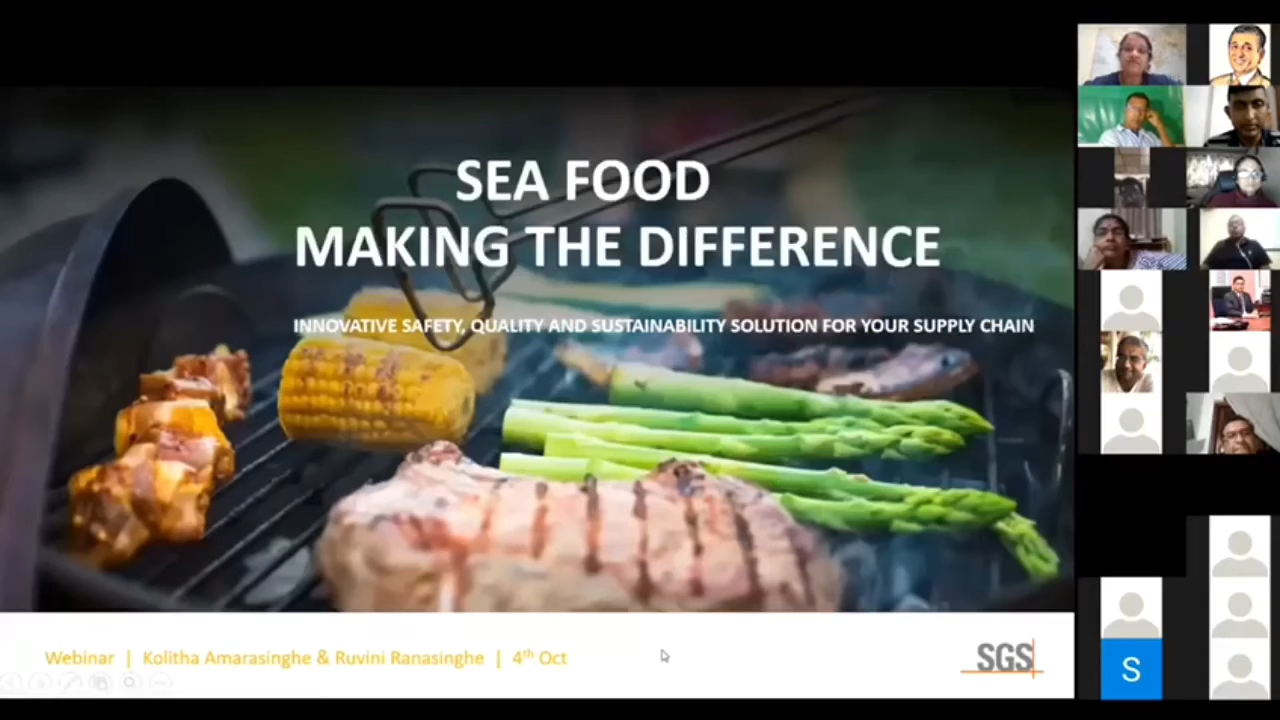 SEA FOOD
MAKING THE DIFFERENCE
INNOVATIVE SAFETY, QUALITY AND SUSTAINABILITY SOLUTION FOR YOUR SUPPLY CHAIN
Webinar | Kolitha Amarasinghe & Ruvini Ranasinghe | 4th Oct
SGS
S